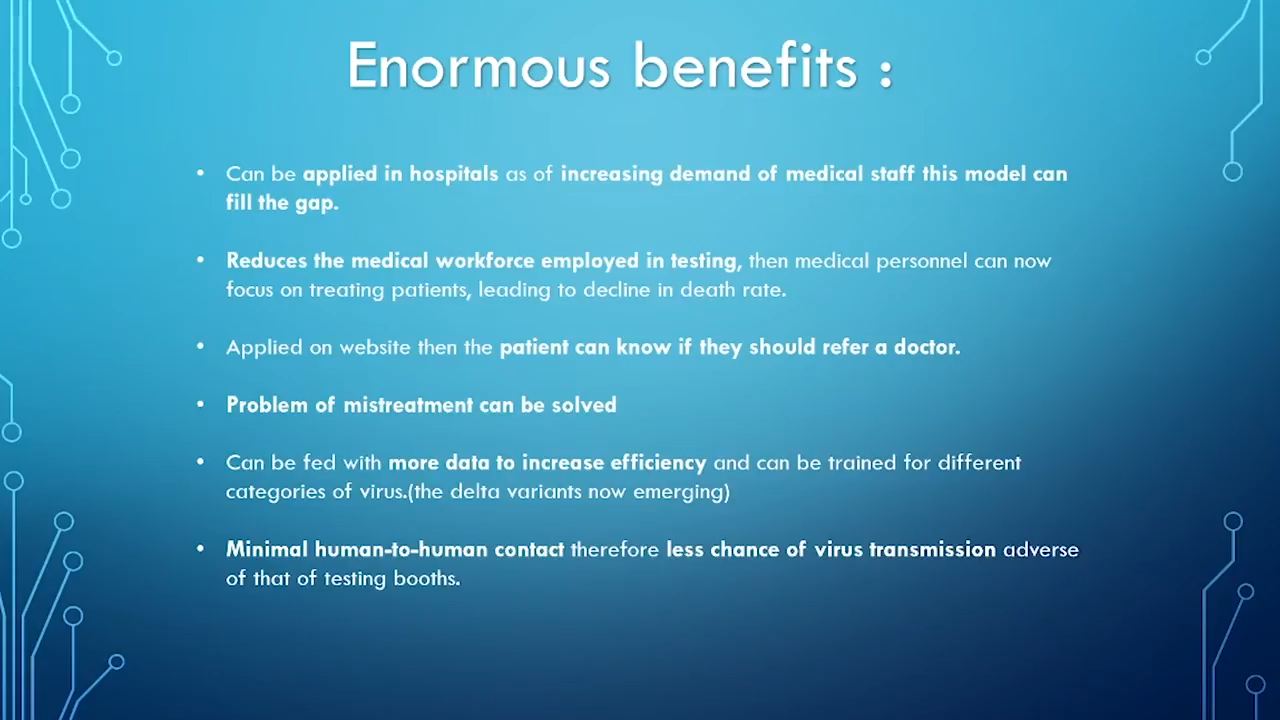 Enormous benefits :
• Can be applied in hospitals as of increasing demand of medical staff this model can
fill the gap.
• Reduces the medical workforce employed in testing, then medical personnel can now
focus on treating patients, leading to decline in death rate.
• Applied on website then the patient can know if they should refer a doctor.
• Problem of mistreatment can be solved
• Can be fed with more data to increase efficiency and can be trained for different
categories of virus.(the delta variants now emerging)
• Minimal human-to-human contact therefore less chance of virus transmission adverse
of that of testing booths.